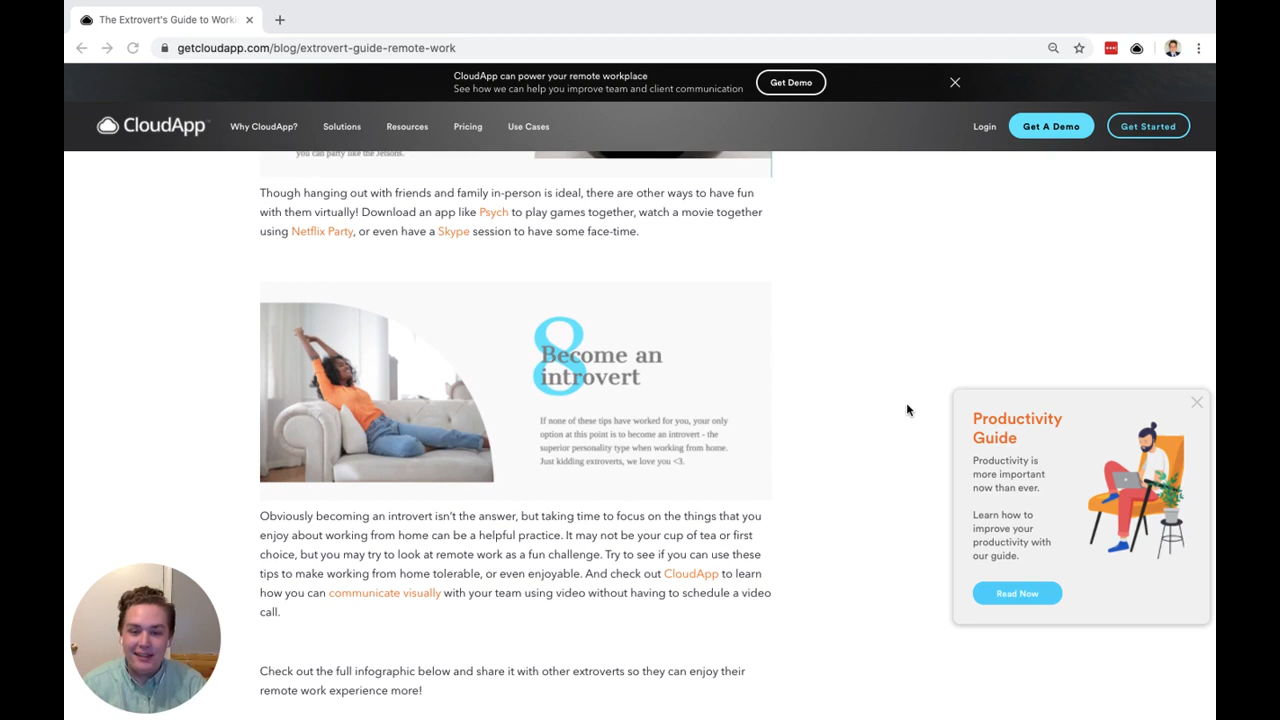 The Extrovert's Guide to Worki
getcloudapp.com/blog/extrovert-guide-remote-work
CloudApp can power your remote workplace
See how we can help you improve team and client communication
Get Demo
CloudApp
Why CloudApp?
Solutions
Resources
Pricing
Use Cases
Login
Get A Demo
Get Started
you can party like the Jetsons.
Though hanging out with friends and family in-person is ideal, there are other ways to have fun
with them virtually! Download an app like Psych to play games together, watch a movie together
using Netflix Party, or even have a Skype session to have some face-time.
8
Become an
introvert
If none of these tips have worked for you, your only
option at this point is to become an introvert - the
superior personality type when working from home.
Just kidding extroverts, we love you <3.
Obviously becoming an introvert isn't the answer, but taking time to focus on the things that you
enjoy about working from home can be a helpful practice. It may not be your cup of tea or first
choice, but you may try to look at remote work as a fun challenge. Try to see if you can use these
tips to make working from home tolerable, or even enjoyable. And check out CloudApp to learn
how you can communicate visually with your team using video without having to schedule a video
call.
Check out the full infographic below and share it with other extroverts so they can enjoy their
remote work experience more!
Productivity
Guide
Productivity is
more important
now than ever.
Learn how to
improve your
productivity with
our guide.
Read Now